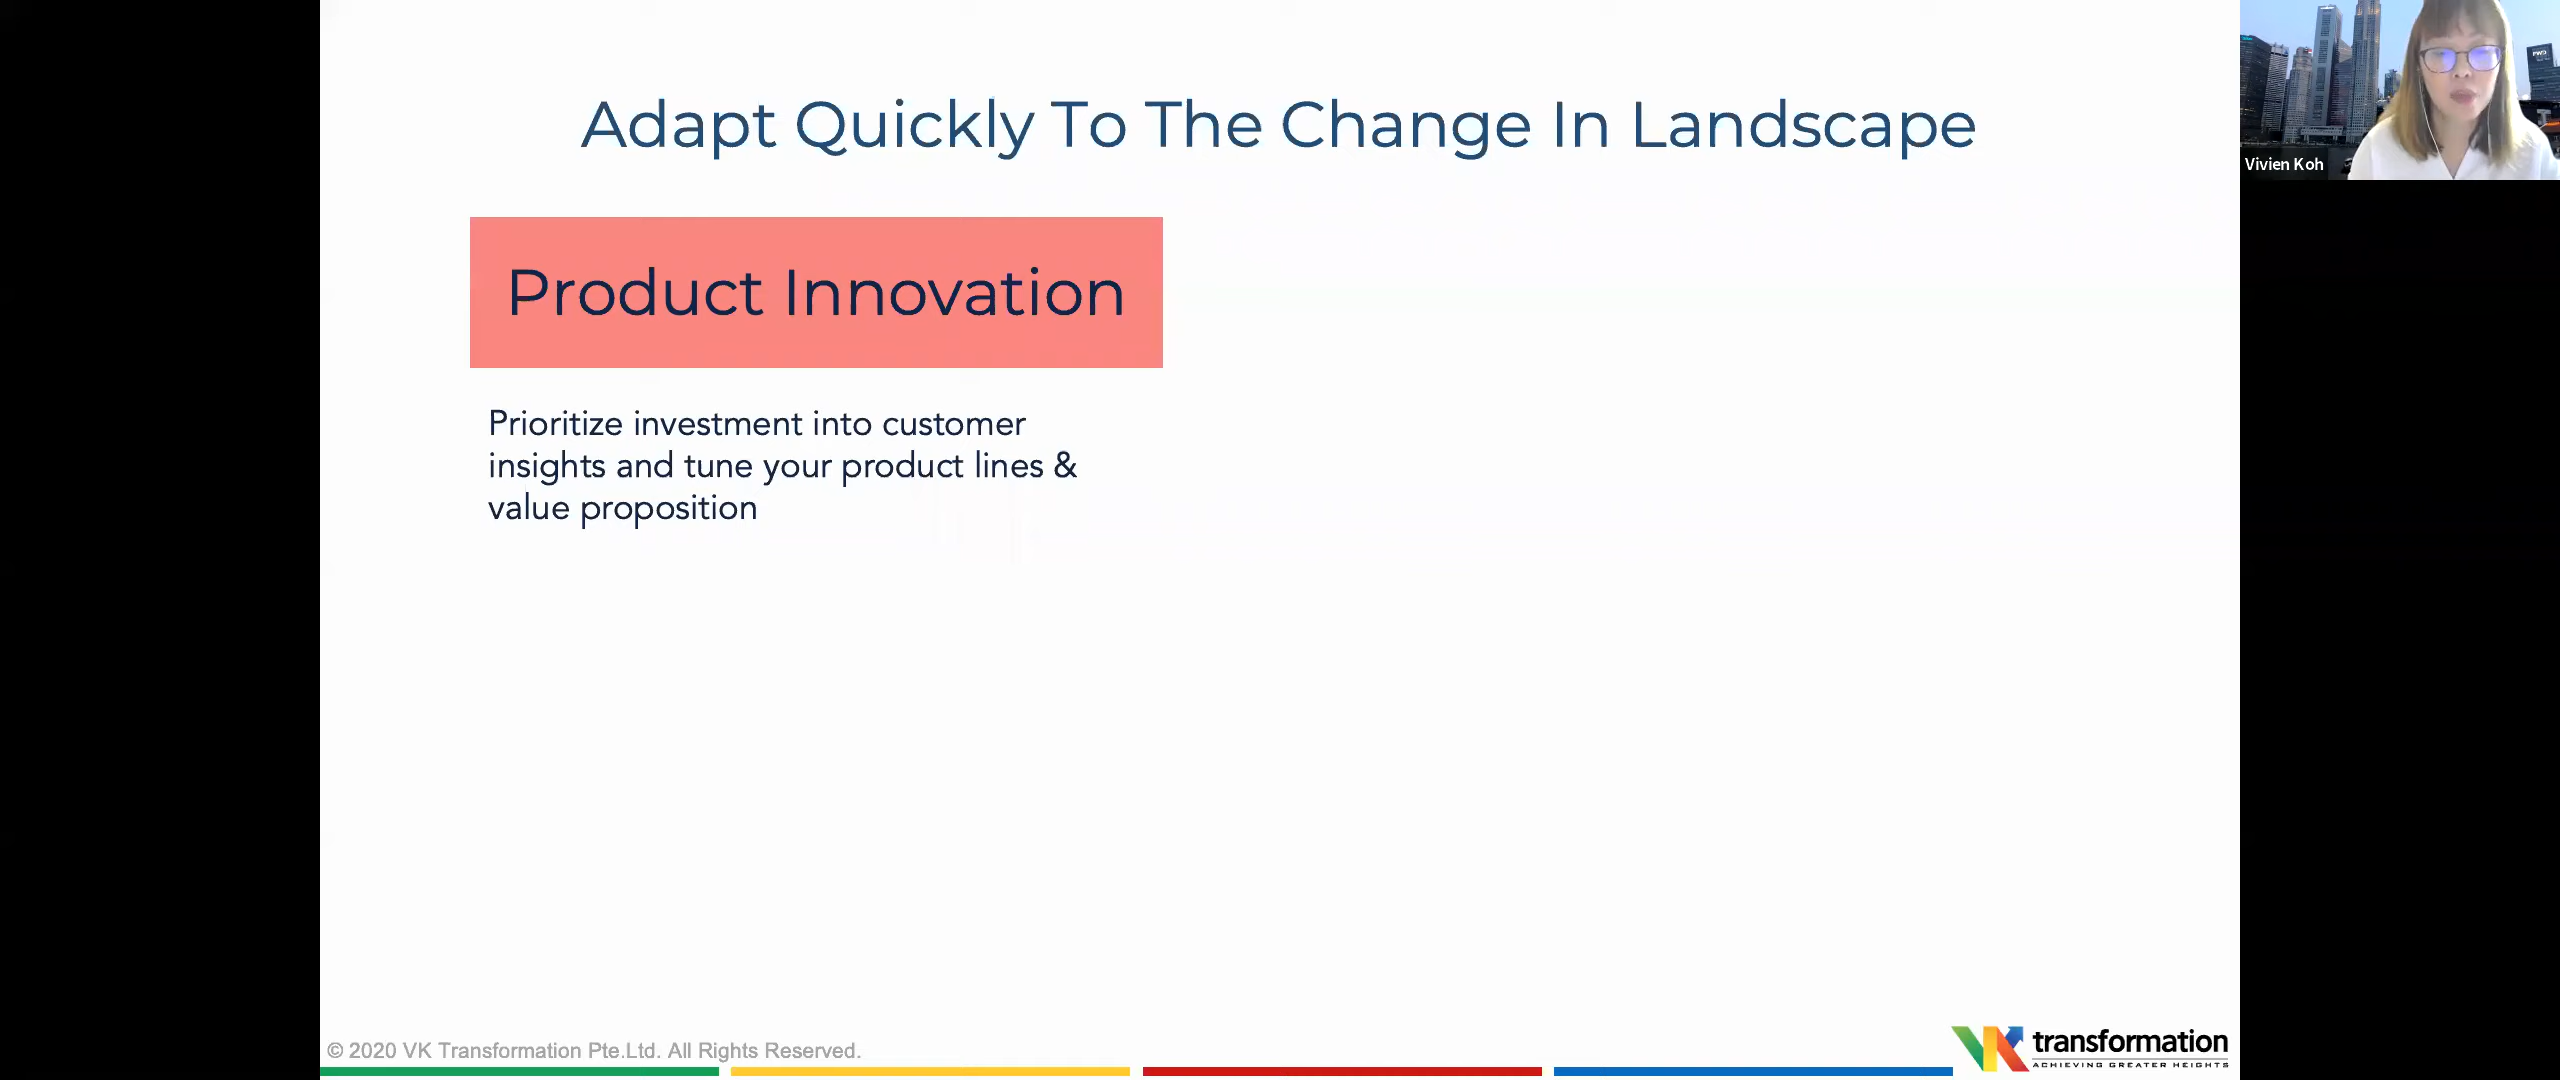 Adapt Quickly To The Change In Landscape
Vivien Koh
Product Innovation
Prioritize investment into customer
insights and tune your product lines &
value proposition
© 2020 VK Transformation Pte.Ltd. All Rights Reserved.
VK transformation
ACHIEVING GREATER HEIGHTS